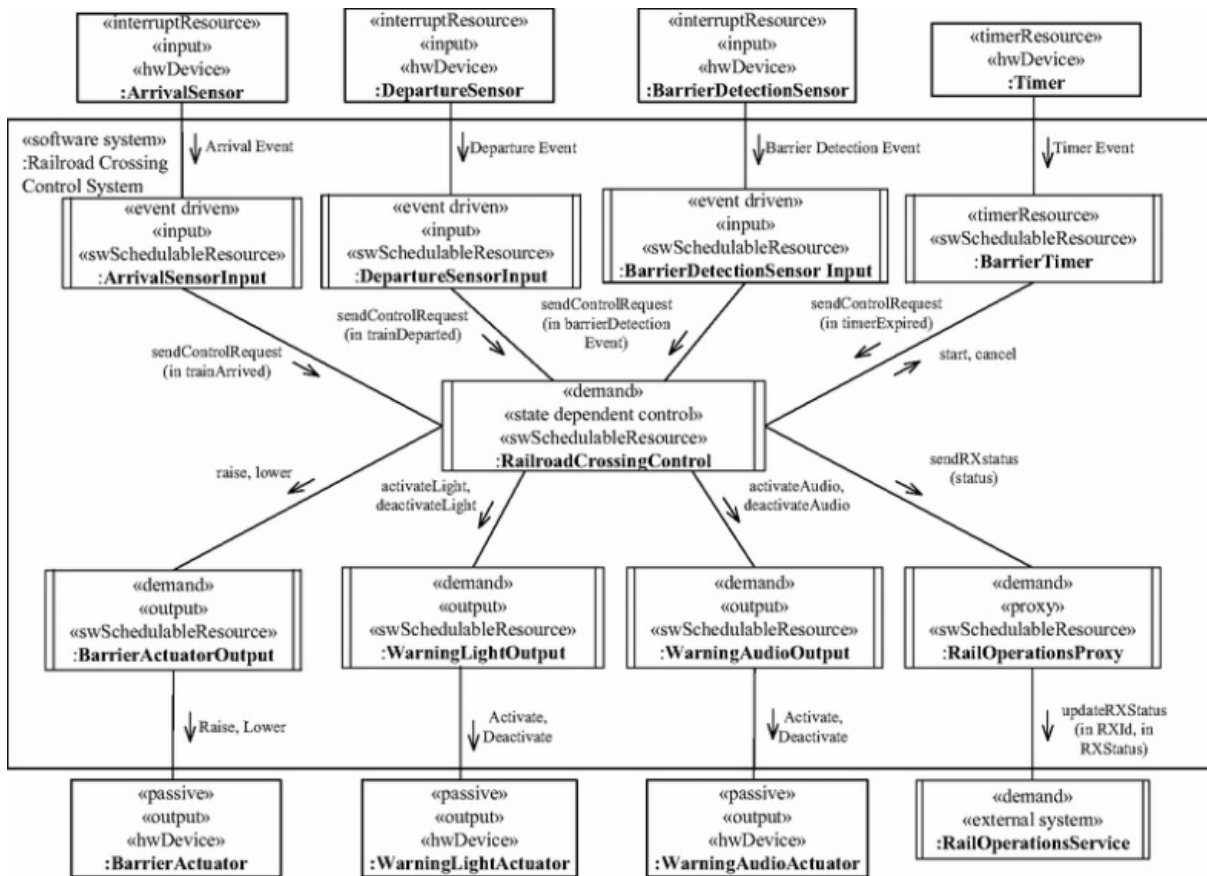 «interruptResource»
«input»
«hwDevice»
:ArrivalSensor
«interruptResource»
«input»
«hwDevice»
:DepartureSensor
«interruptResource»
«input»
«hwDevice»
:BarrierDetectionSensor
«timerResource»
«hwDevice»
:Timer
«software system»
:Railroad Crossing
Control System
Arrival Event
Departure Event
Barrier Detection Event
Timer Event
«event driven»
«input»
«swSchedulableResource»
:ArrivalSensorInput
«event driven»
«input»
«swSchedulableResource»
:DepartureSensorInput
«event driven»
«input»
«swSchedulableResource»
:BarrierDetectionSensor Input
«timerResource»
«swSchedulableResource»
:BarrierTimer
sendControlRequest
(in trainArrived)
sendControlRequest
(in trainDeparted)
sendControlRequest
(in barrierDetection
Event)
sendControlRequest
(in timerExpired)
start, cancel
«demand»
«state dependent control»
«swSchedulableResource»
:RailroadCrossingControl
raise, lower
activateLight,
deactivateLight
activateAudio,
deactivateAudio
sendRXstatus
(status)
«demand»
«output»
«swSchedulableResource»
:BarrierActuatorOutput
«demand»
«output»
«swSchedulableResource»
:WarningLightOutput
«demand»
«output»
«swSchedulableResource»
:WarningAudioOutput
«demand»
«proxy»
«swSchedulableResource»
:RailOperationsProxy
Raise, Lower
Activate,
Deactivate
Activate,
Deactivate
updateRXStatus
(in RXId, in
RXStatus)
«passive»
«output»
«hwDevice»
:BarrierActuator
«passive»
«output»
«hwDevice»
:WarningLightActuator
«passive»
«output»
«hwDevice»
:WarningAudioActuator
«demand»
«external system»
:RailOperationsService